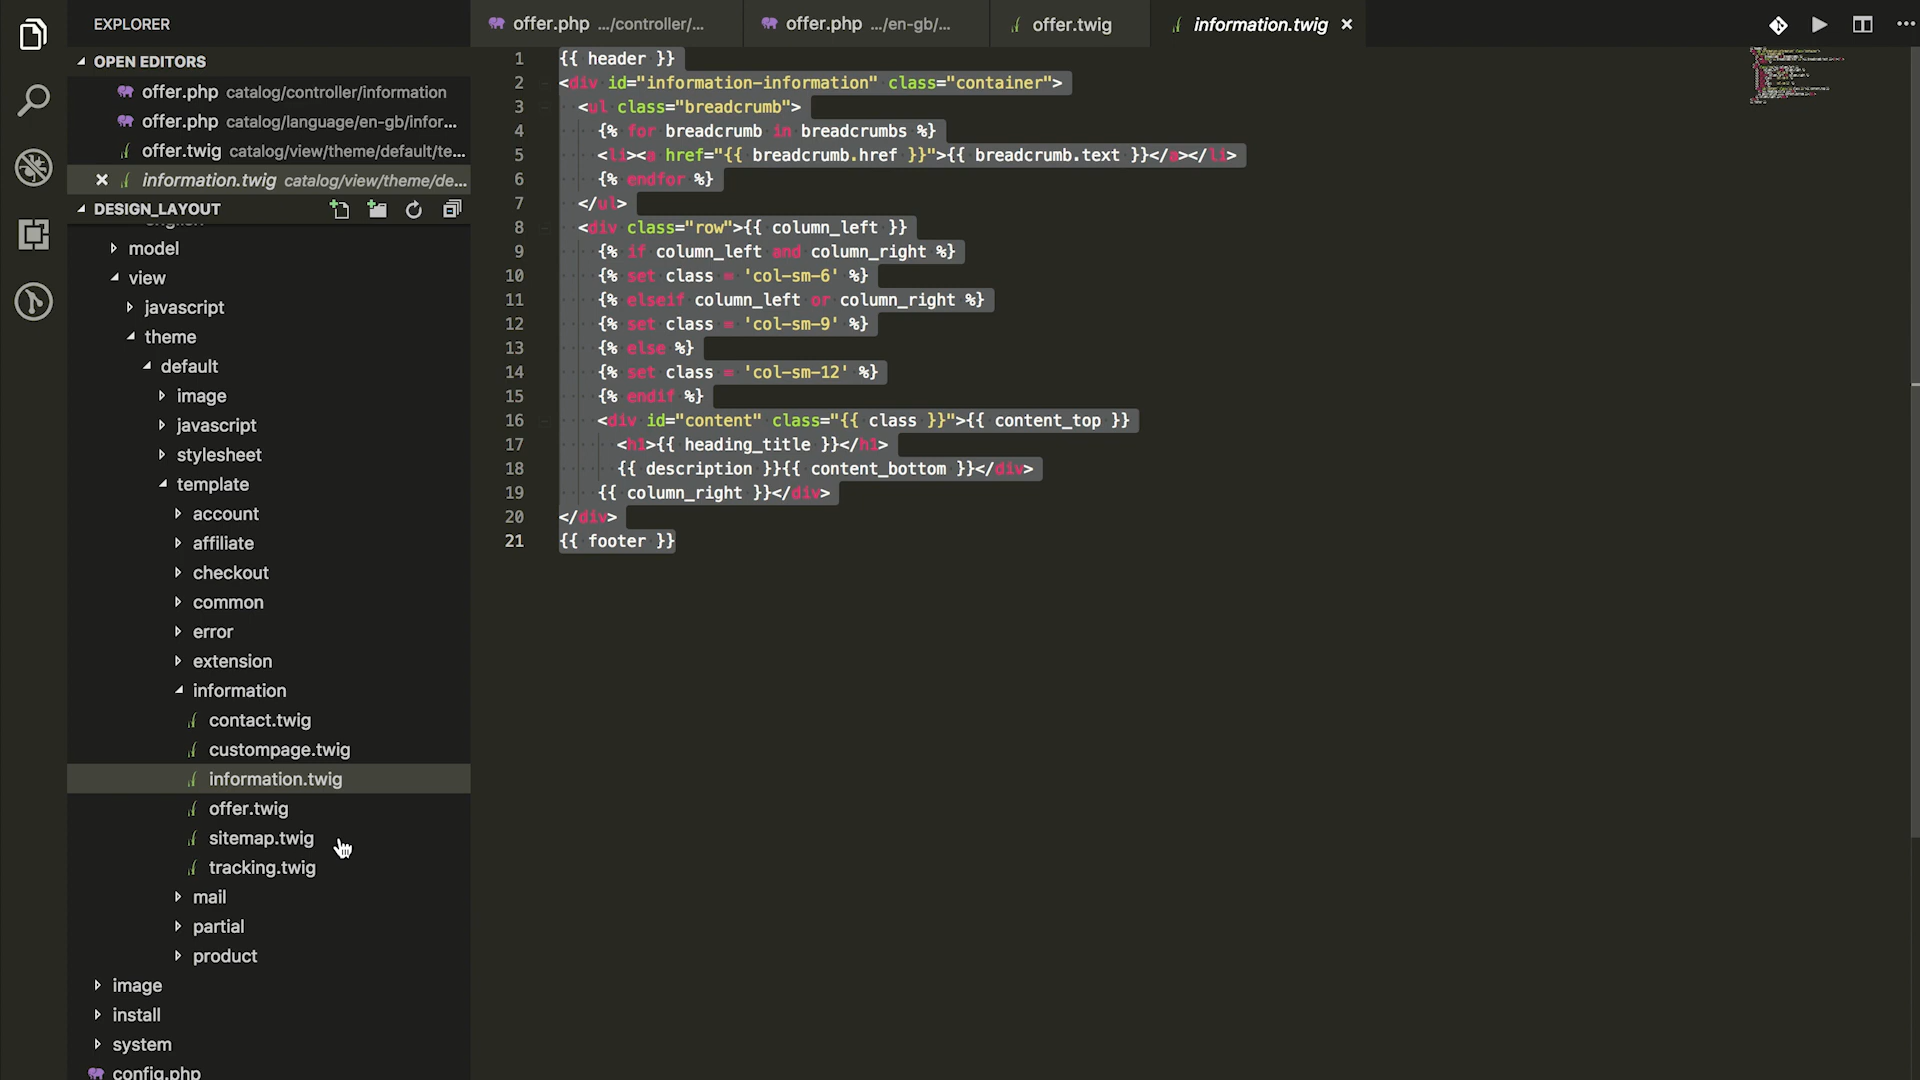 EXPLORER
OPEN EDITORS
offer.php catalog/controller/information
offer.php catalog/language/en-gb/infor...
offer.twig catalog/view/theme/default/te...
information.twig catalog/view/theme/de...
DESIGN_LAYOUT
english
model
view
javascript
theme
default
image
javascript
stylesheet
template
account
affiliate
checkout
common
error
extension
information
contact.twig
custompage.twig
information.twig
offer.twig
sitemap.twig
tracking.twig
mail
partial
product
image
install
system
config.php
offer.php .../controller/...
offer.php .../en-gb/...
offer.twig
information.twig
1 {{ header }}
2 <div id="information-information" class="container">
3 <ul class="breadcrumb">
4 {% for breadcrumb in breadcrumbs %}
5 <li><a href="{{ breadcrumb.href }}">{{ breadcrumb.text }}</a></li>
6 {% endfor %}
7 </ul>
8 <div class="row">{{ column_left }}
9 {% if column_left and column_right %}
10 {% set class = 'col-sm-6' %}
11 {% elseif column_left or column_right %}
12 {% set class = 'col-sm-9' %}
13 {% else %}
14 {% set class = 'col-sm-12' %}
15 {% endif %}
16 <div id="content" class="{{ class }}">{{ content_top }}
17 <h1>{{ heading_title }}</h1>
18 {{ description }}{{ content_bottom }}</div>
19 {{ column_right }}</div>
20 </div>
21 {{ footer }}